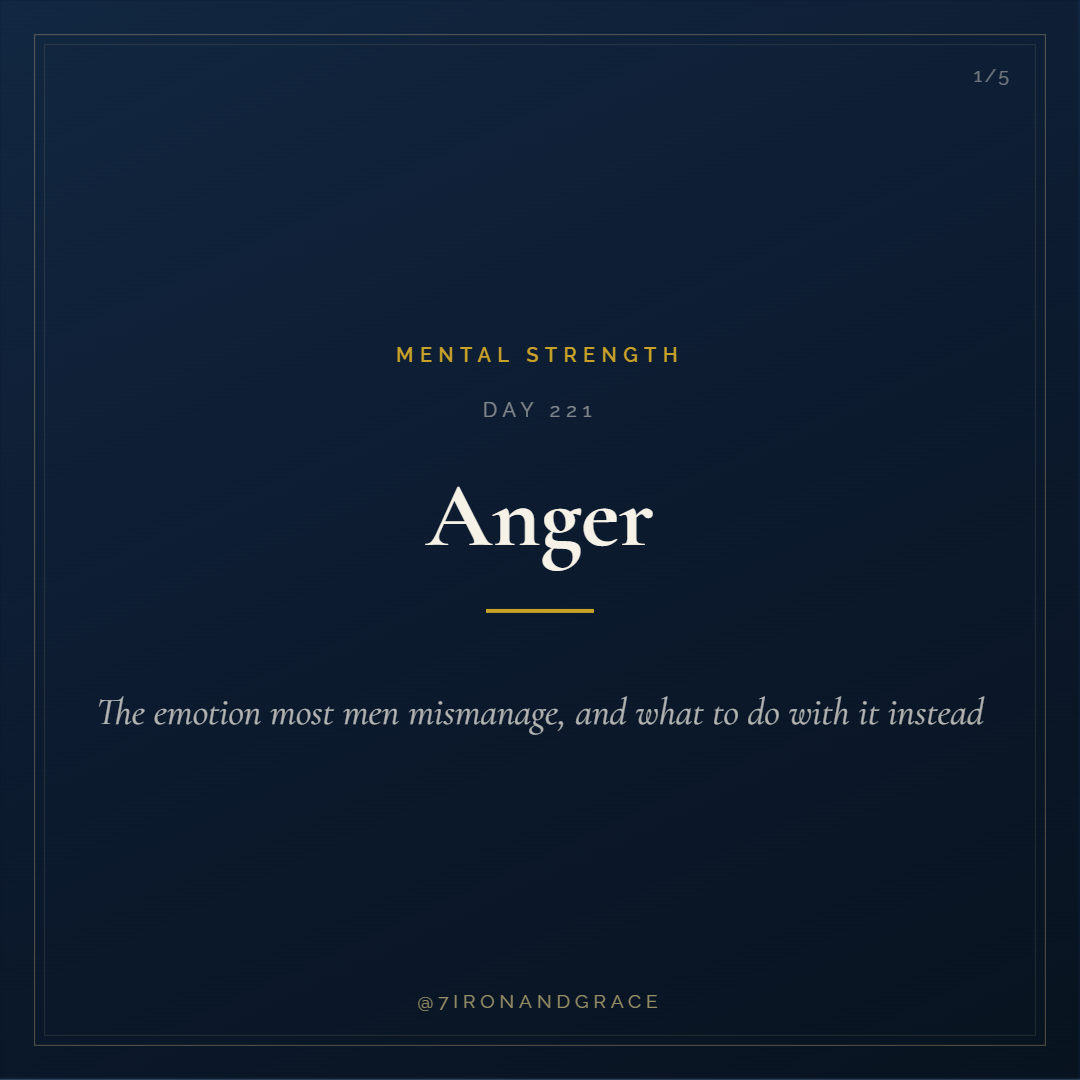 1/5
MENTAL STRENGTH
DAY 221
Anger
The emotion most men mismanage, and what to do with it instead
@7IRONANDGRACE